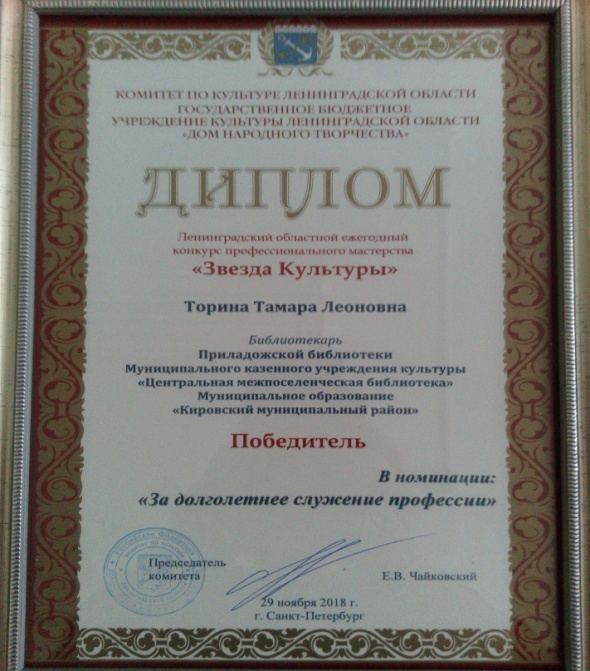 КОМИТЕТ ПО КУЛЬТУРЕ ЛЕНИНГРАДСКОЙ ОБЛАСТИ
ГОСУДАРСТВЕННОЕ БЮДЖЕТНОЕ
УЧРЕЖДЕНИЕ КУЛЬТУРЫ ЛЕНИНГРАДСКОЙ ОБЛАСТИ
«ДОМ НАРОДНОГО ТВОРЧЕСТВА»
ДИПЛОМ
Ленинградский областной ежегодный
конкурс профессионального мастерства
«Звезда Культуры»
Торина Тамара Леоновна
Библиотекарь
Приладожской библиотеки
Муниципального казенного учреждения культуры
«Центральная межпоселенческая библиотека»
Муниципальное образование
«Кировский муниципальный район»
Победитель
В номинации:
«За долголетнее служение профессии»
Председатель
комитета
Е.В. Чайковский
29 ноября 2018 г.
г. Санкт-Петербург